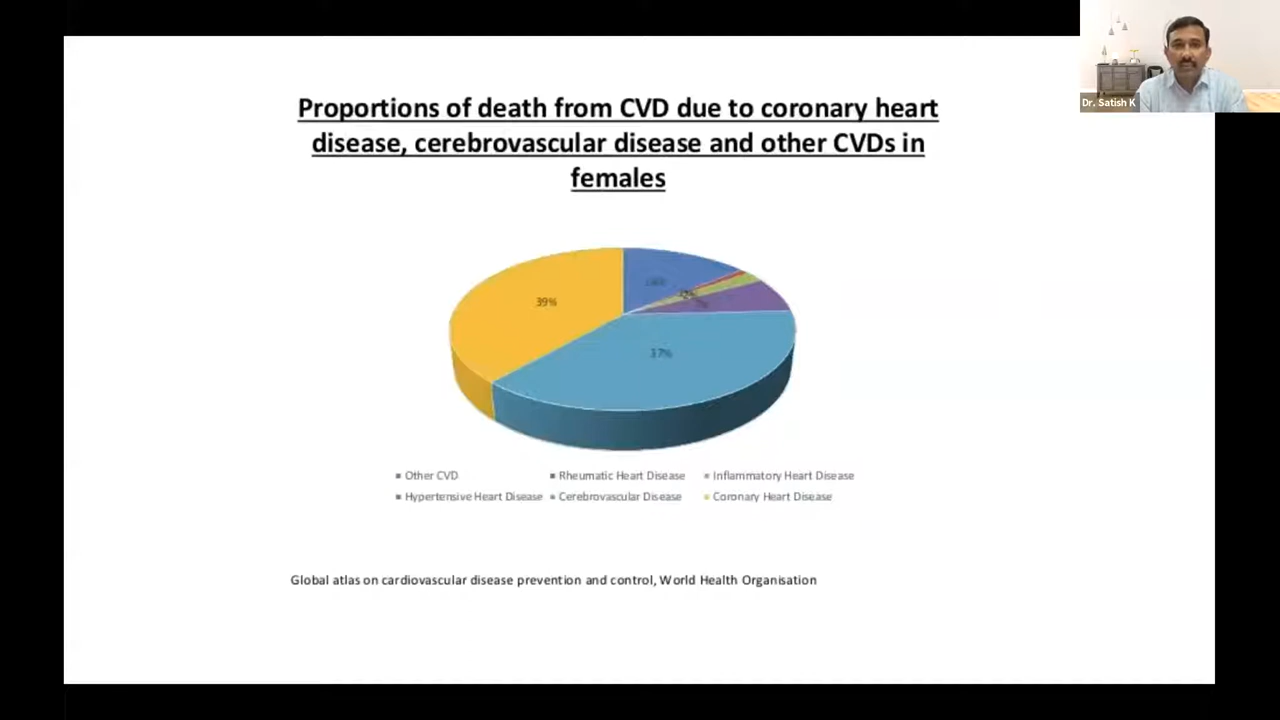 Dr. Satish K
Proportions of death from CVD due to coronary heart
disease, cerebrovascular disease and other CVDs in
females
39%
37%
Other CVD
Rheumatic Heart Disease
Inflammatory Heart Disease
Hypertensive Heart Disease
Cerebrovascular Disease
Coronary Heart Disease
Global atlas on cardiovascular disease prevention and control, World Health Organisation